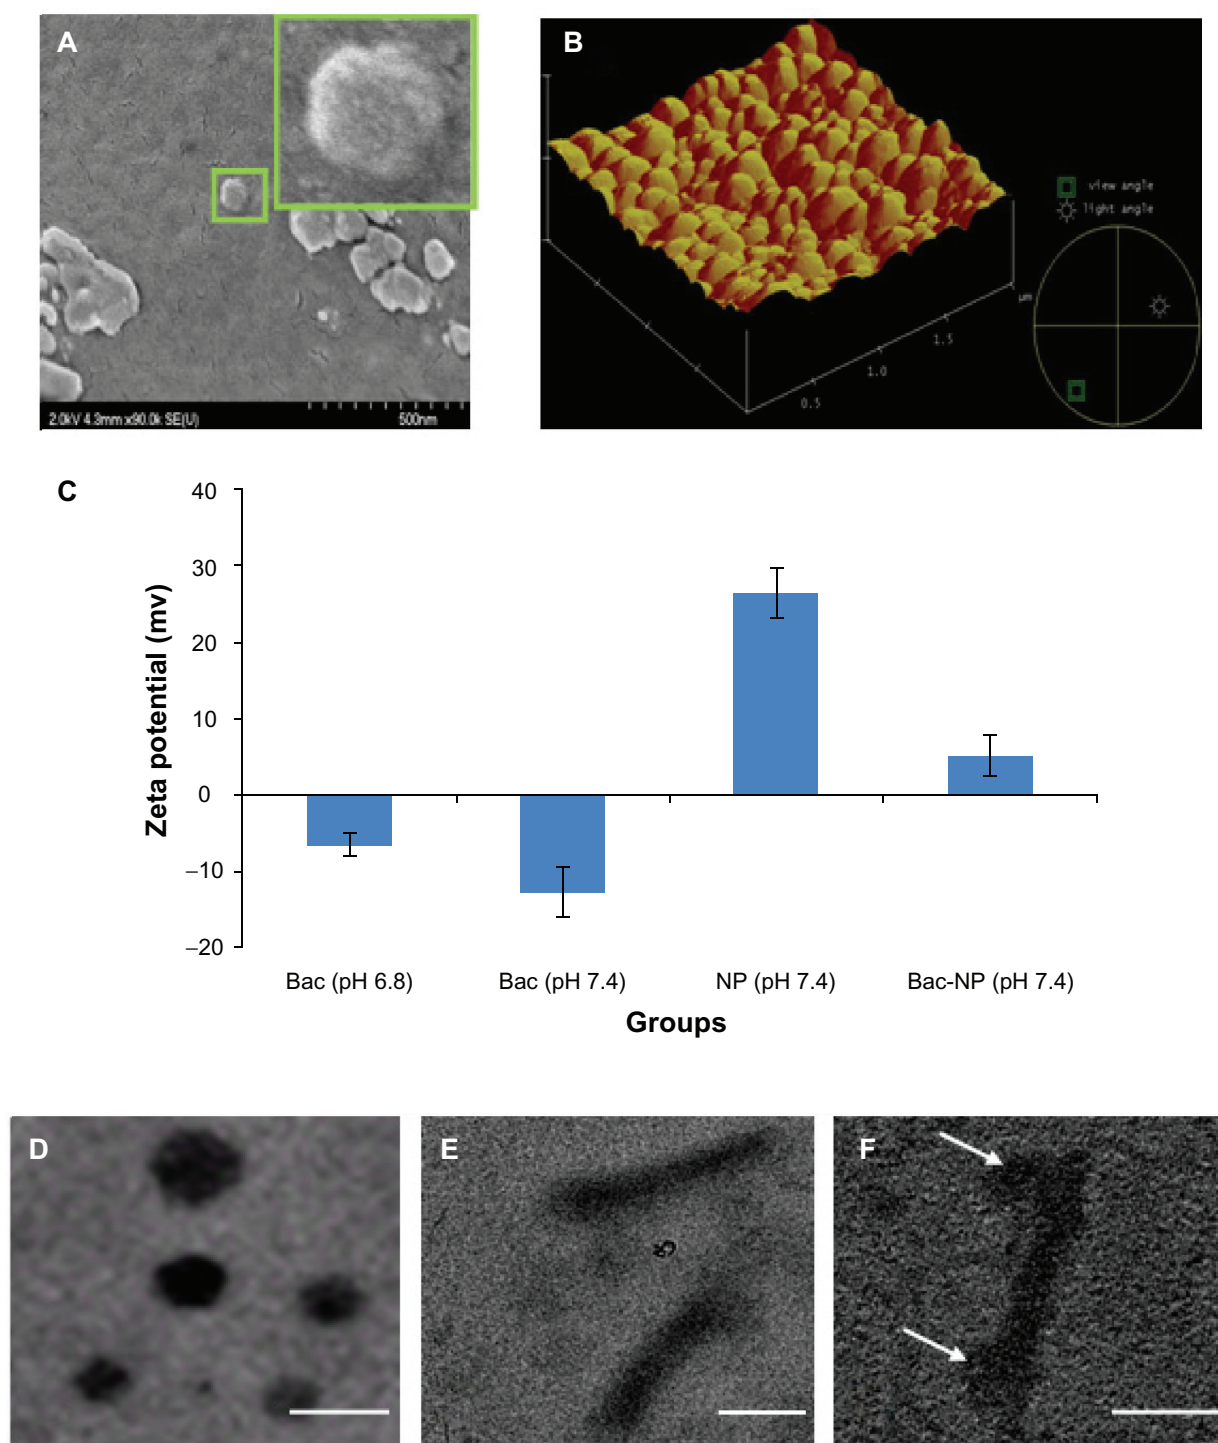 A
2.0kV 4.3mm x90.0k SE(U)
500nm
B
view angle
light angle
µm
1.5
1.0
0.5
C
Zeta potential (mv)
40
30
20
10
0
−10
−20
Bac (pH 6.8)
Bac (pH 7.4)
NP (pH 7.4)
Bac-NP (pH 7.4)
Groups
D
E
F